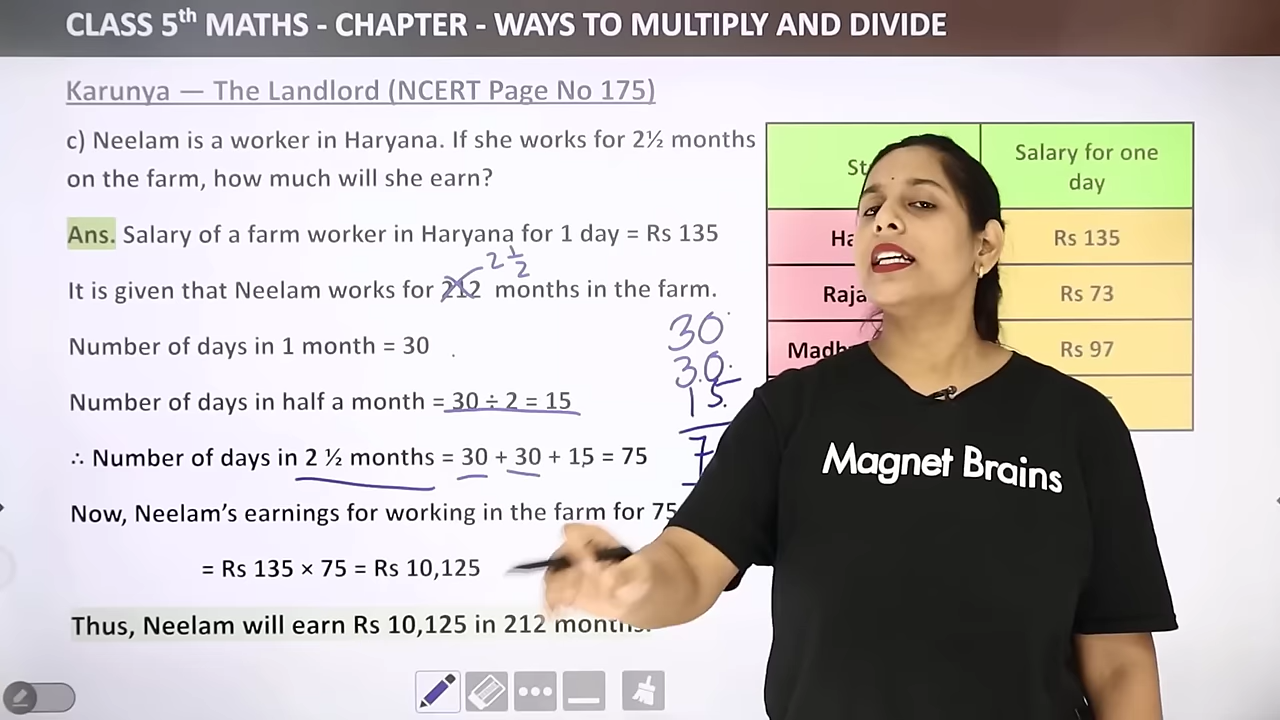 CLASS 5th MATHS - CHAPTER - WAYS TO MULTIPLY AND DIVIDE
Karunya — The Landlord (NCERT Page No 175)
c) Neelam is a worker in Haryana. If she works for 2½ months
on the farm, how much will she earn?
Ans. Salary of a farm worker in Haryana for 1 day = Rs 135
2 1/2
It is given that Neelam works for 212 months in the farm.
Number of days in 1 month = 30
Number of days in half a month = 30 ÷ 2 = 15
∴ Number of days in 2 ½ months = 30 + 30 + 15 = 75
Now, Neelam’s earnings for working in the farm for 75
= Rs 135 × 75 = Rs 10,125
Thus, Neelam will earn Rs 10,125 in 212 months.
30
30
15
7
Salary for one
day
Rs 135
Rs 73
Rs 97
Magnet Brains